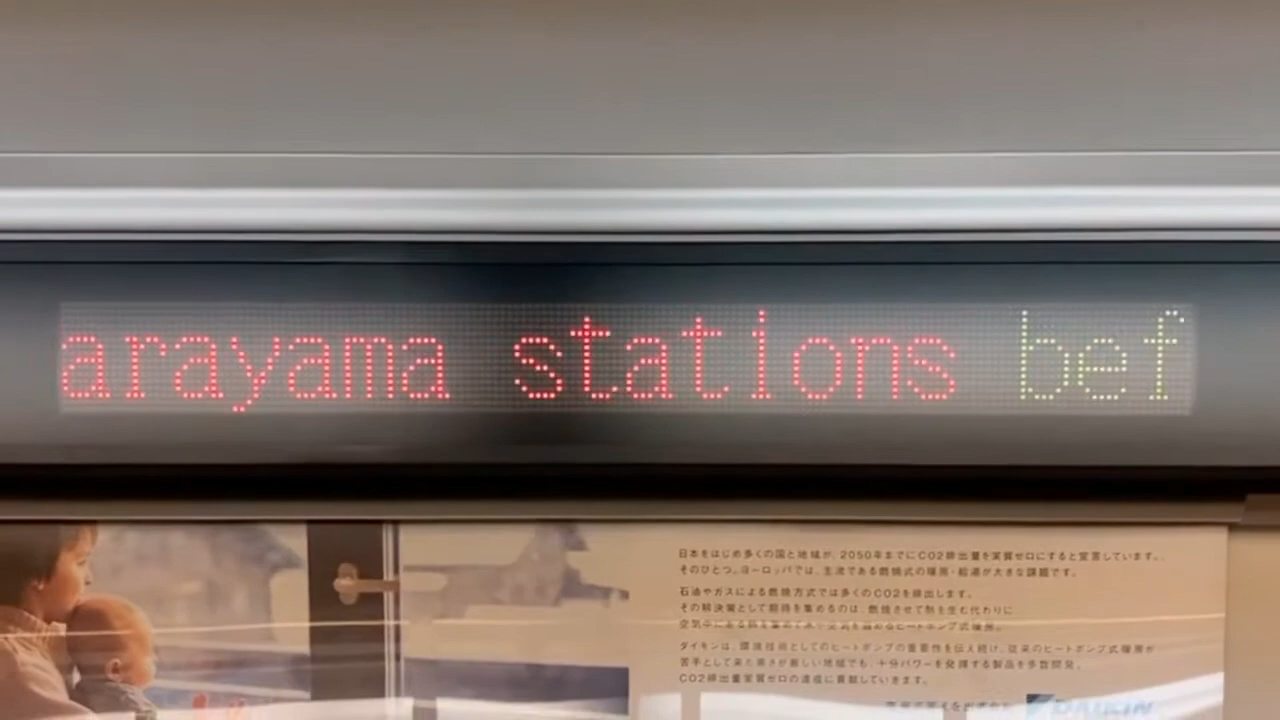 arayama stations bef
日本をはじめ多くの国と地域が、2050年までにCO2排出量を実質ゼロにすると宣言しています。
そのひとつ。ヨーロッパでは、主流である燃焼式の暖房・給湯が大きな課題です。
石油やガスによる燃焼方式では多くのCO2を排出します。
その解決策として期待を集めるのは、燃焼させて熱を生む代わりに
空気中にある熱を集めて水や空気を温めるヒートポンプ式暖房。
ダイキンは、環境技術としてのヒートポンプの重要性を伝え続け、従来のヒートポンプ式暖房が
苦手として来た寒さが厳しい地域でも、十分パワーを発揮する製品を多数開発。
CO2排出量実質ゼロの達成に貢献していきます。
DAIKIN